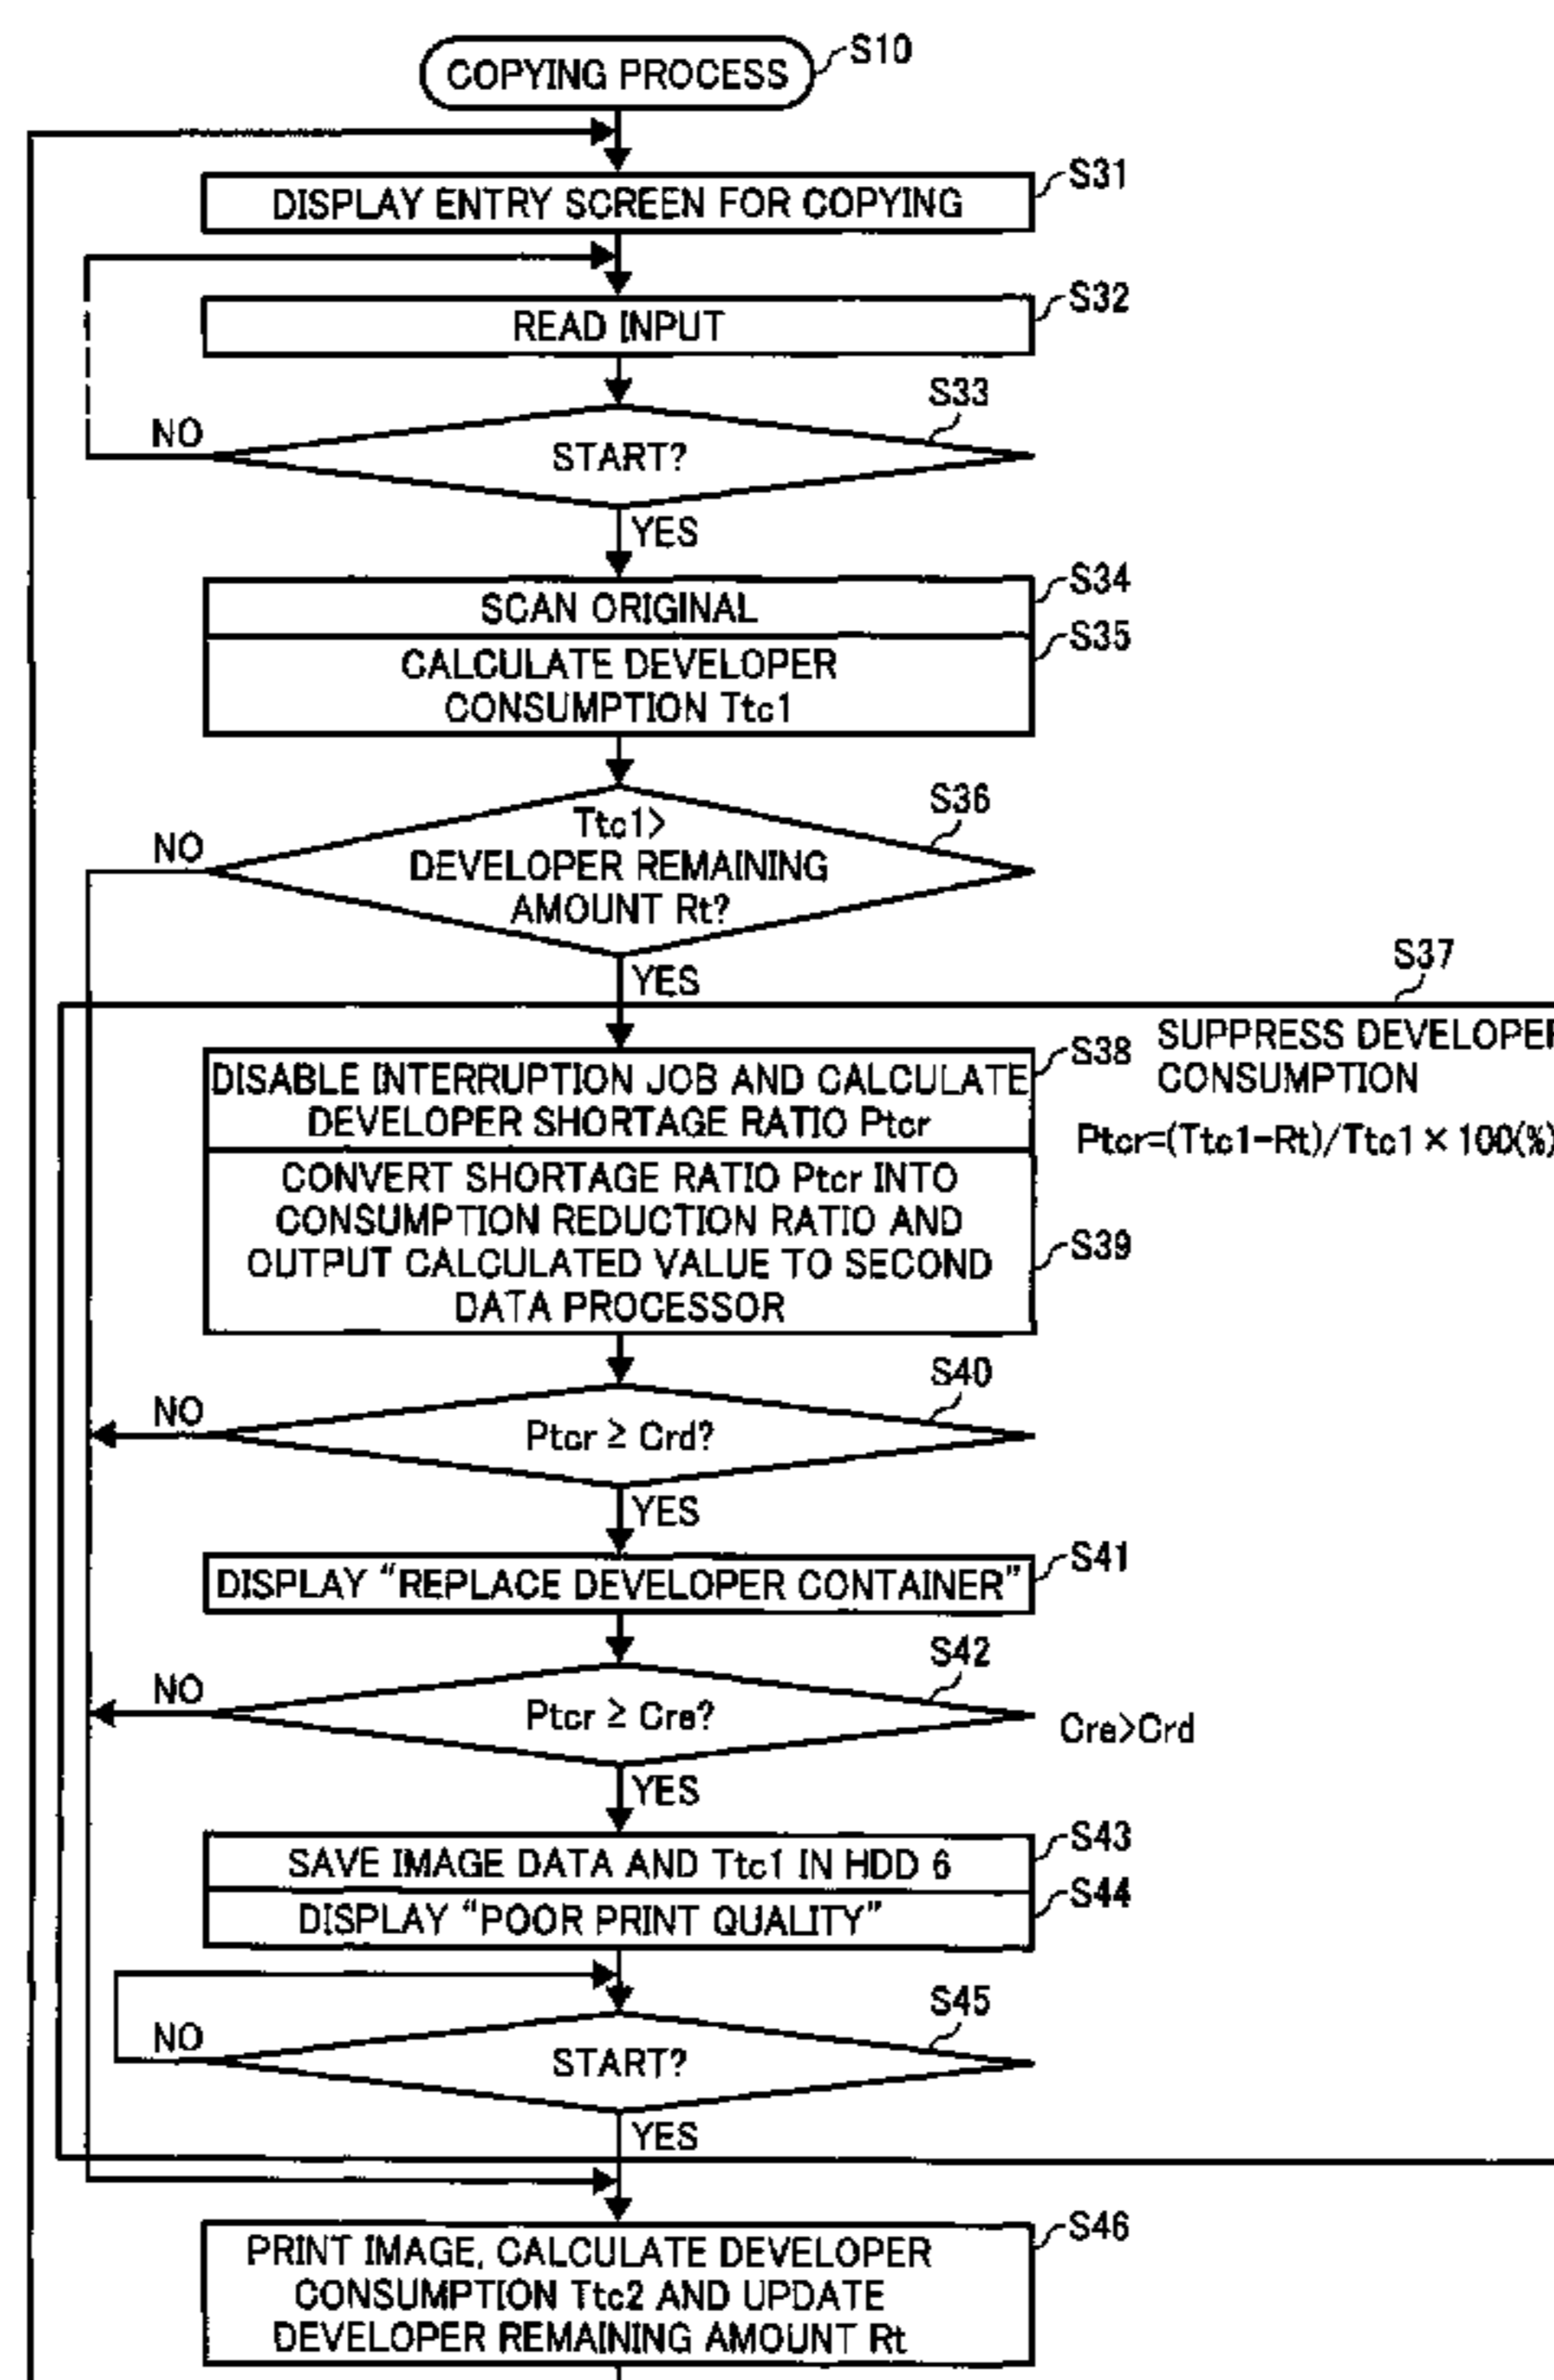 COPYING PROCESS
S10
DISPLAY ENTRY SCREEN FOR COPYING
S31
READ INPUT
S32
START?
S33
NO
YES
SCAN ORIGINAL
S34
CALCULATE DEVELOPER
CONSUMPTION Ttc1
S35
Ttc1>
DEVELOPER REMAINING
AMOUNT Rt?
S36
NO
YES
S37
SUPPRESS DEVELOPER
CONSUMPTION
Ptcr=(Ttc1-Rt)/Ttc1 × 100(%)
DISABLE INTERRUPTION JOB AND CALCULATE
DEVELOPER SHORTAGE RATIO Ptcr
S38
CONVERT SHORTAGE RATIO Ptcr INTO
CONSUMPTION REDUCTION RATIO AND
OUTPUT CALCULATED VALUE TO SECOND
DATA PROCESSOR
S39
Ptcr ≥ Crd?
S40
NO
YES
DISPLAY “REPLACE DEVELOPER CONTAINER”
S41
Ptcr ≥ Cre?
S42
NO
Cre>Crd
YES
SAVE IMAGE DATA AND Ttc1 IN HDD 6
S43
DISPLAY “POOR PRINT QUALITY”
S44
START?
S45
NO
YES
PRINT IMAGE, CALCULATE DEVELOPER
CONSUMPTION Ttc2 AND UPDATE
DEVELOPER REMAINING AMOUNT Rt
S46